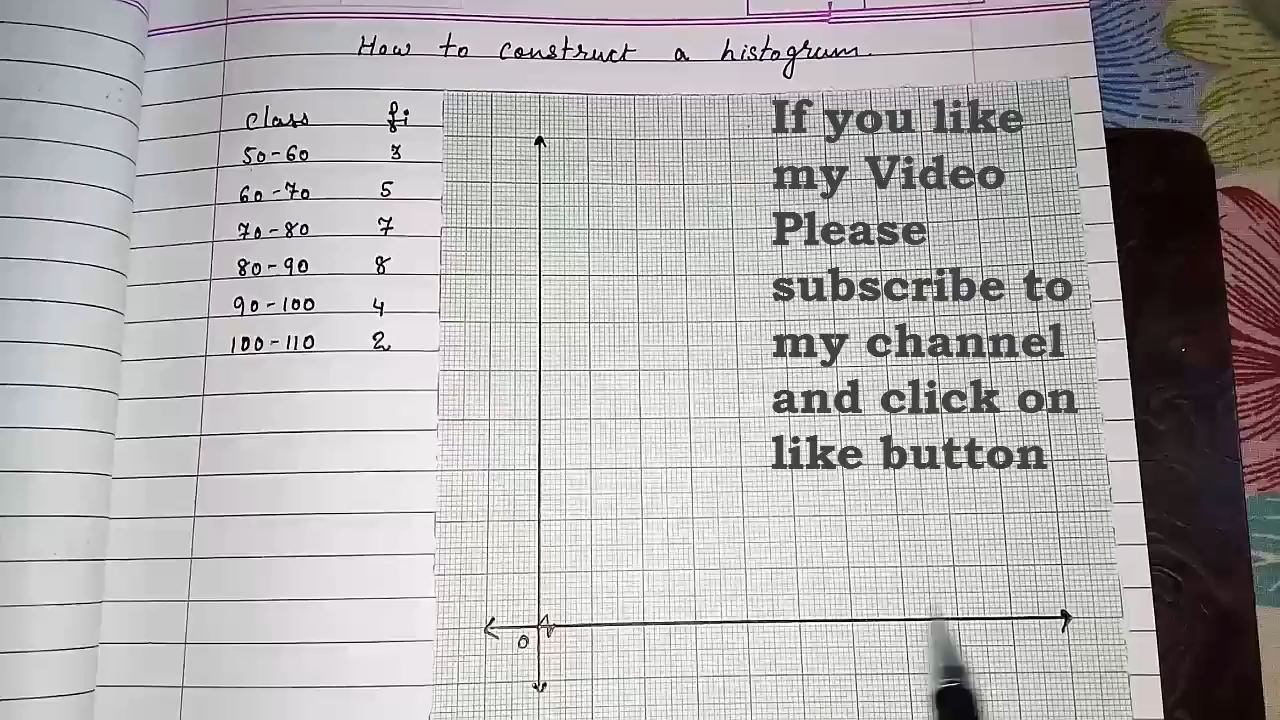 How to construct a histogram.
class fi
50-60 3
60-70 5
70-80 7
80-90 8
90-100 4
100-110 2
0
If you like
my Video
Please
subscribe to
my channel
and click on
like button